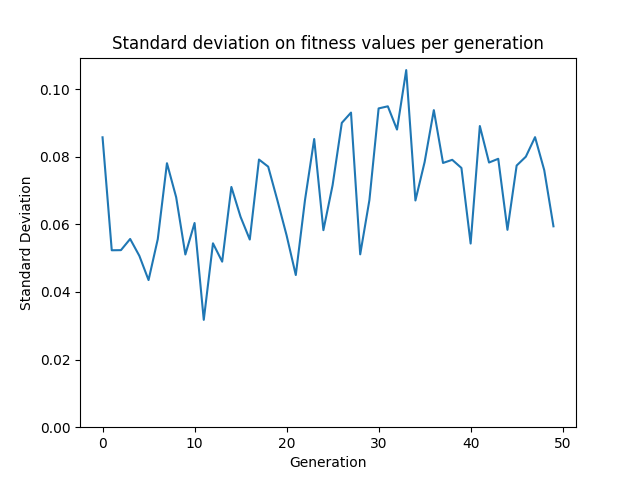 Standard deviation on fitness values per generation
0.10
0.08
0.06
0.04
0.02
0.00
Standard Deviation
0 10 20 30 40 50
Generation